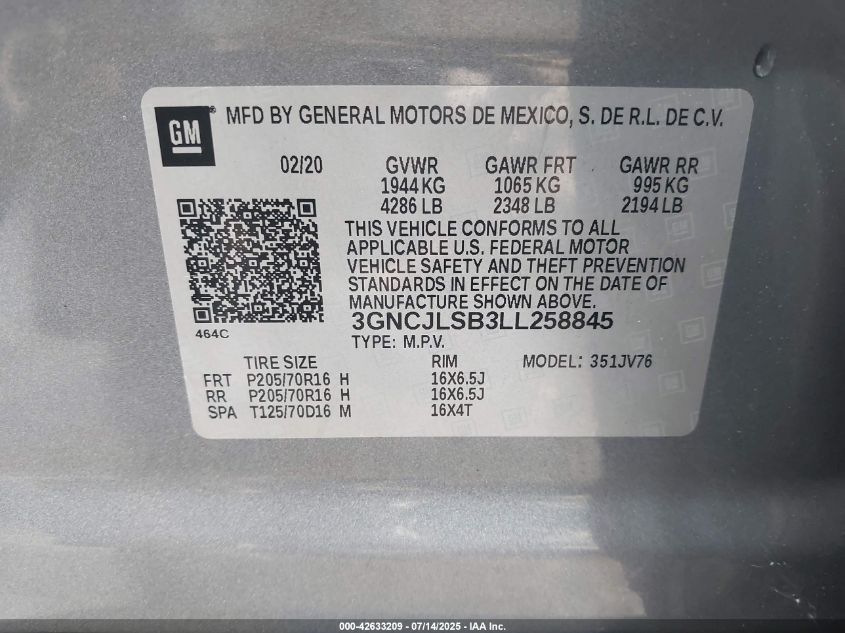 GM ® MFD BY GENERAL MOTORS DE MEXICO, S. DE R.L. DE C.V.
02/20 GVWR GAWR FRT GAWR RR
1944 KG 1065 KG 995 KG
4286 LB 2348 LB 2194 LB
THIS VEHICLE CONFORMS TO ALL
APPLICABLE U.S. FEDERAL MOTOR
VEHICLE SAFETY AND THEFT PREVENTION
STANDARDS IN EFFECT ON THE DATE OF
MANUFACTURE SHOWN ABOVE.
3GNCJLSB3LL258845
464C
TYPE: M.P.V.
TIRE SIZE RIM MODEL: 351JV76
FRT P205/70R16 H 16X6.5J
RR P205/70R16 H 16X6.5J
SPA T125/70D16 M 16X4T
000-42633209 - 07/14/2025 - IAA Inc.